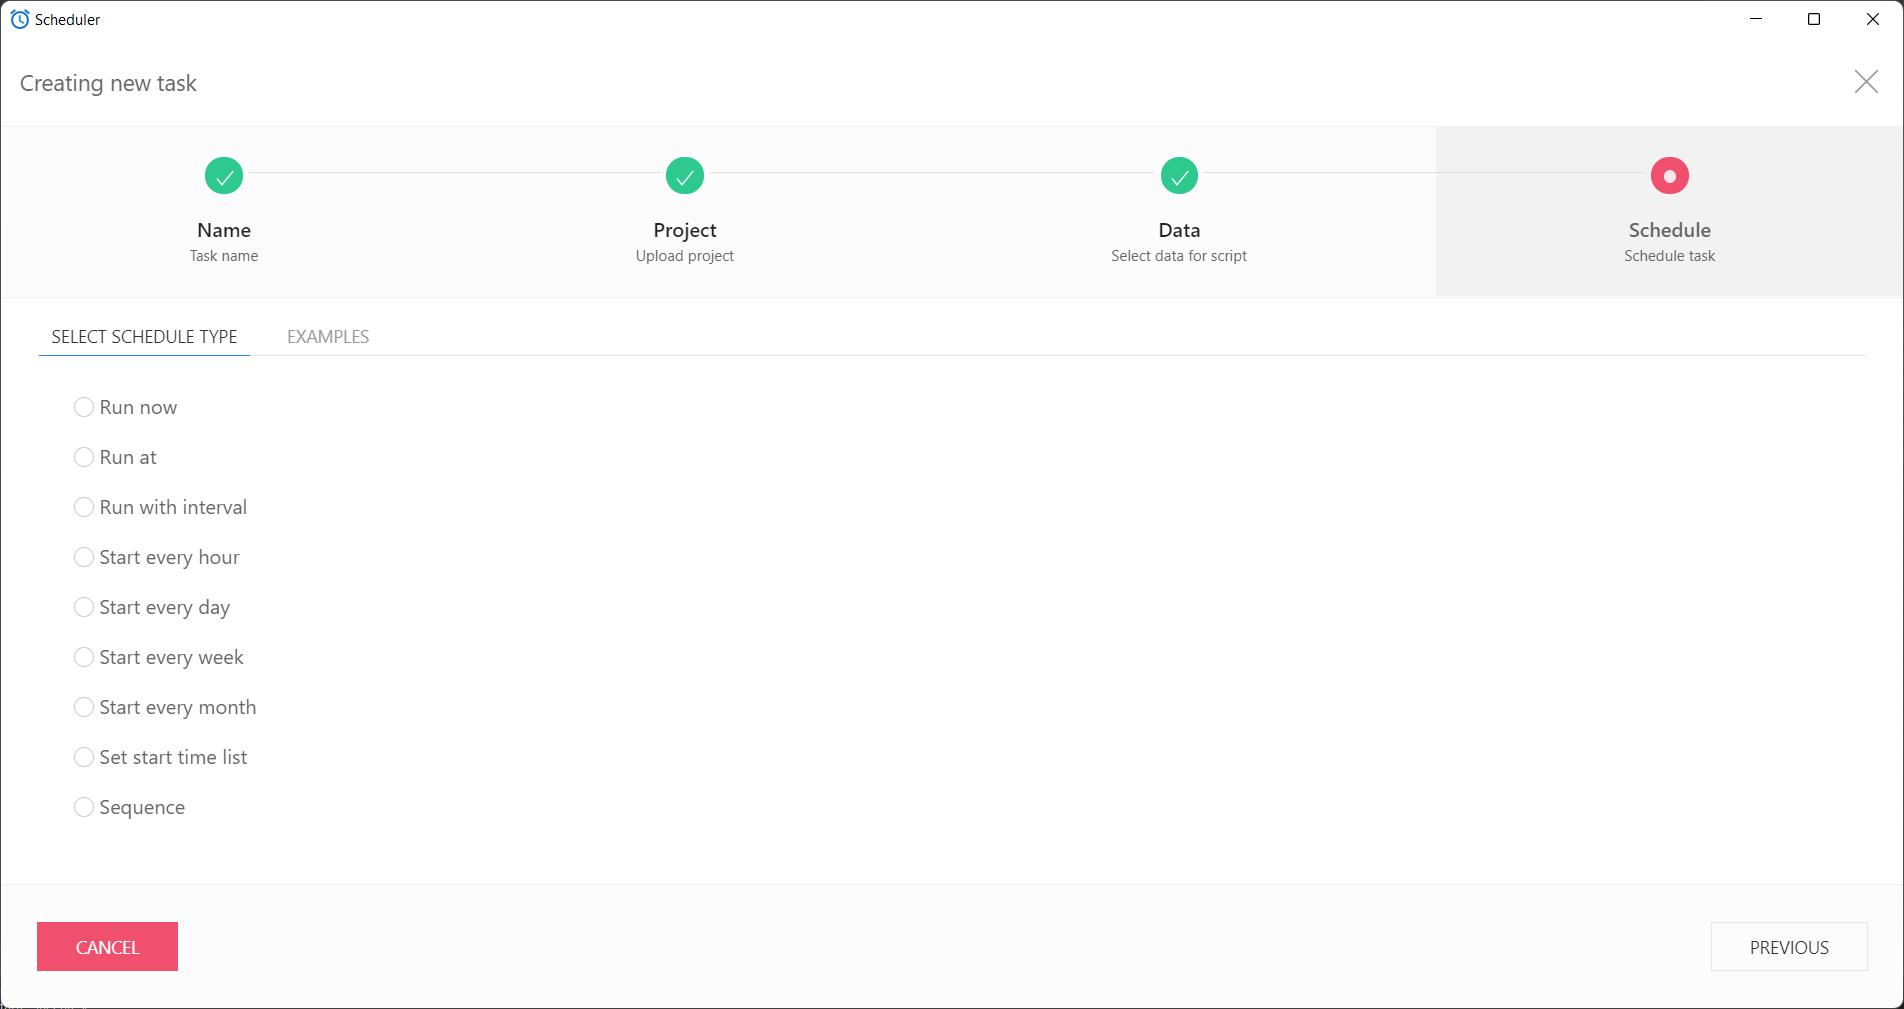 Scheduler
Creating new task
Name
Task name
Project
Upload project
Data
Select data for script
Schedule
Schedule task
SELECT SCHEDULE TYPE
EXAMPLES
Run now
Run at
Run with interval
Start every hour
Start every day
Start every week
Start every month
Set start time list
Sequence
CANCEL
PREVIOUS